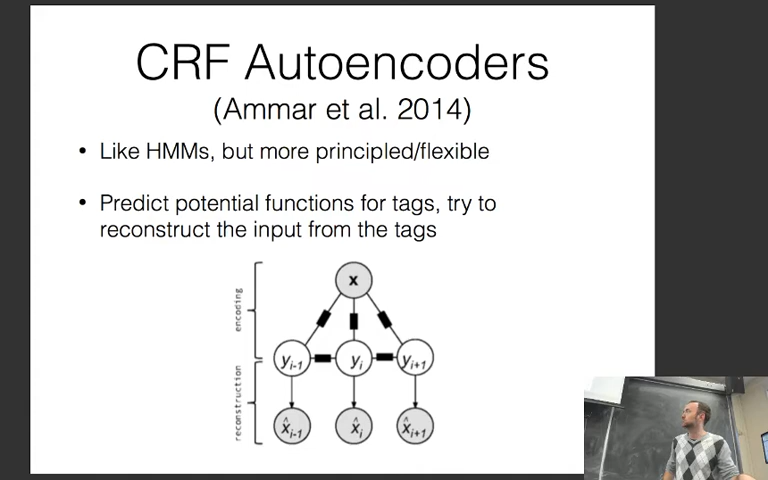 CRF Autoencoders
(Ammar et al. 2014)
• Like HMMs, but more principled/flexible
• Predict potential functions for tags, try to
reconstruct the input from the tags
encoding
x
yi-1 yi yi+1
reconstruction
x̂i-1 x̂i x̂i+1